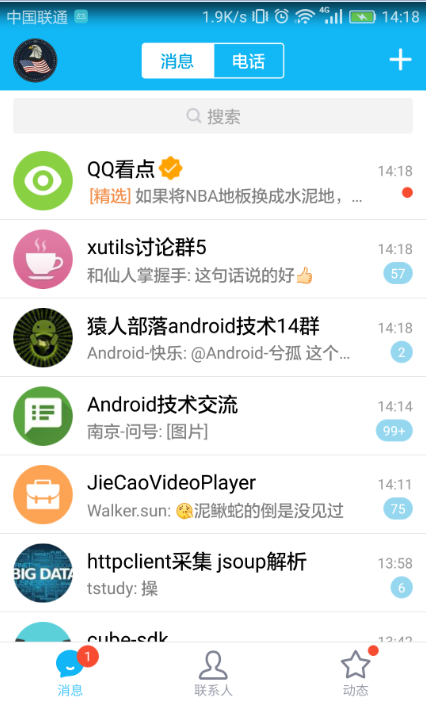 中国联通 1.9K/s 4G 14:18
消息 电话
搜索
QQ看点 14:18
[精选] 如果将NBA地板换成水泥地，...
xutils讨论群5 14:18
和仙人掌握手: 这句话说的好👍 57
猿人部落android技术14群 14:18
Android-快乐: @Android-兮孤 这个... 2
Android技术交流 14:14
南京-问号: [图片] 99+
JieCaoVideoPlayer 14:11
Walker.sun: 🤔泥鳅蛇的倒是没见过 75
BIG DATA
httpclient采集 jsoup解析 13:58
tstudy: 操 6
cube-sdk 13:42
1
消息 联系人 动态